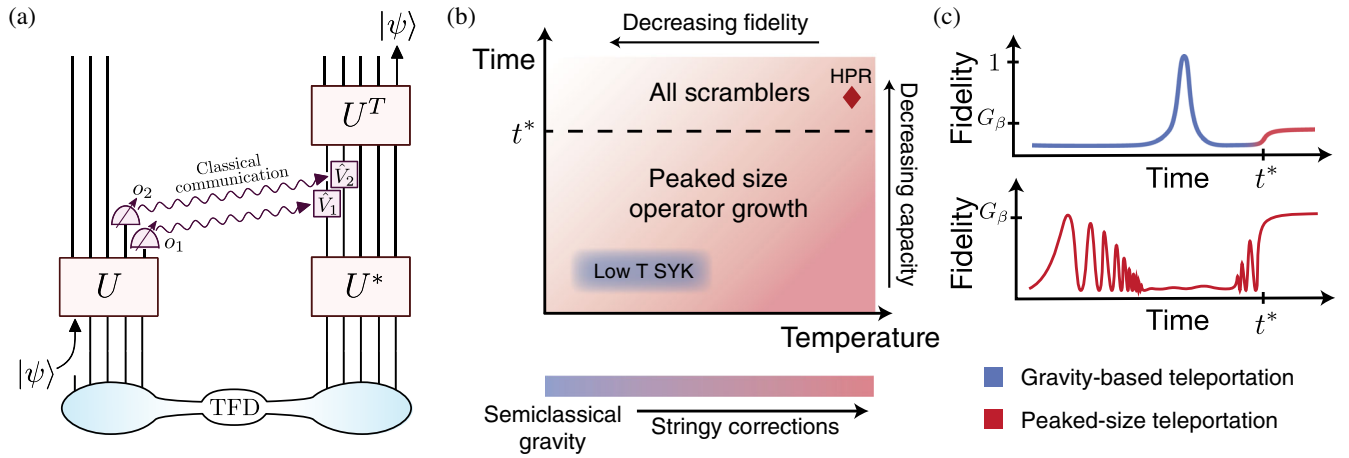 (a)
|ψ⟩
U^T
Classical
communication
V̂_2
V̂_1
o_2
o_1
U
U*
|ψ⟩
TFD
(b)
Decreasing fidelity
Time
HPR
All scramblers
t*
Peaked size
operator growth
Low T SYK
Decreasing capacity
Temperature
Semiclassical
gravity
Stringy corrections
(c)
Fidelity
1
G_β
Time
t*
Fidelity
G_β
Time
t*
Gravity-based teleportation
Peaked-size teleportation